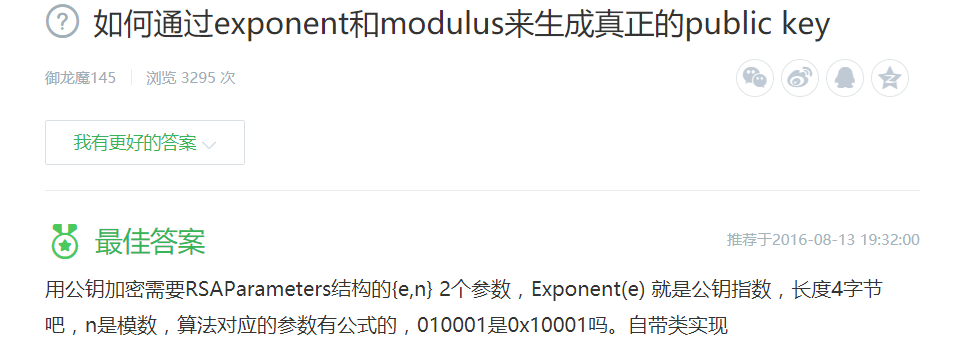 如何通过exponent和modulus来生成真正的public key
御龙魔145 浏览 3295 次
我有更好的答案
最佳答案
推荐于2016-08-13 19:32:00
用公钥加密需要RSAParameters结构的{e,n} 2个参数，Exponent(e) 就是公钥指数，长度4字节
吧，n是模数，算法对应的参数有公式的，010001是0x10001吗。自带类实现